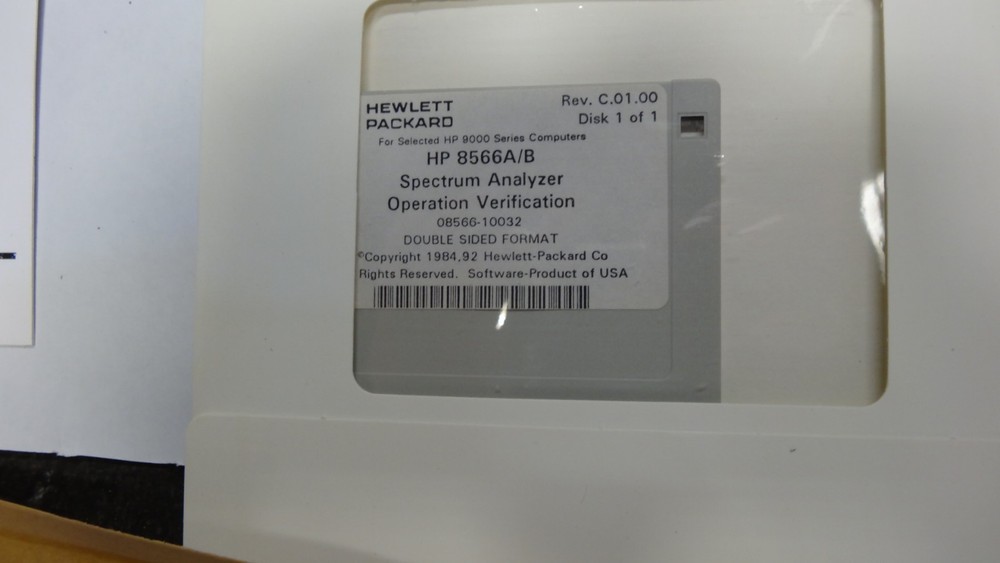 HEWLETT
PACKARD
Rev. C.01.00
Disk 1 of 1
For Selected HP 9000 Series Computers
HP 8566A/B
Spectrum Analyzer
Operation Verification
08566-10032
DOUBLE SIDED FORMAT
©Copyright 1984,92 Hewlett-Packard Co
Rights Reserved. Software-Product of USA